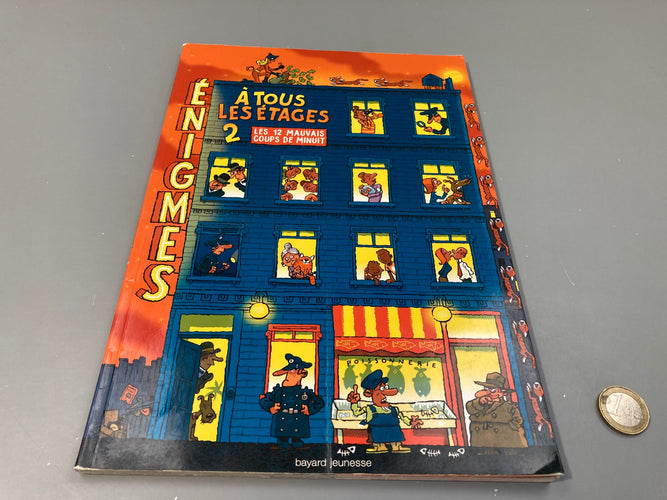 ÉNIGMES
À TOUS
LES ÉTAGES
2
LES 12 MAUVAIS
COUPS DE MINUIT
POISSONNERIE
bayard jeunesse